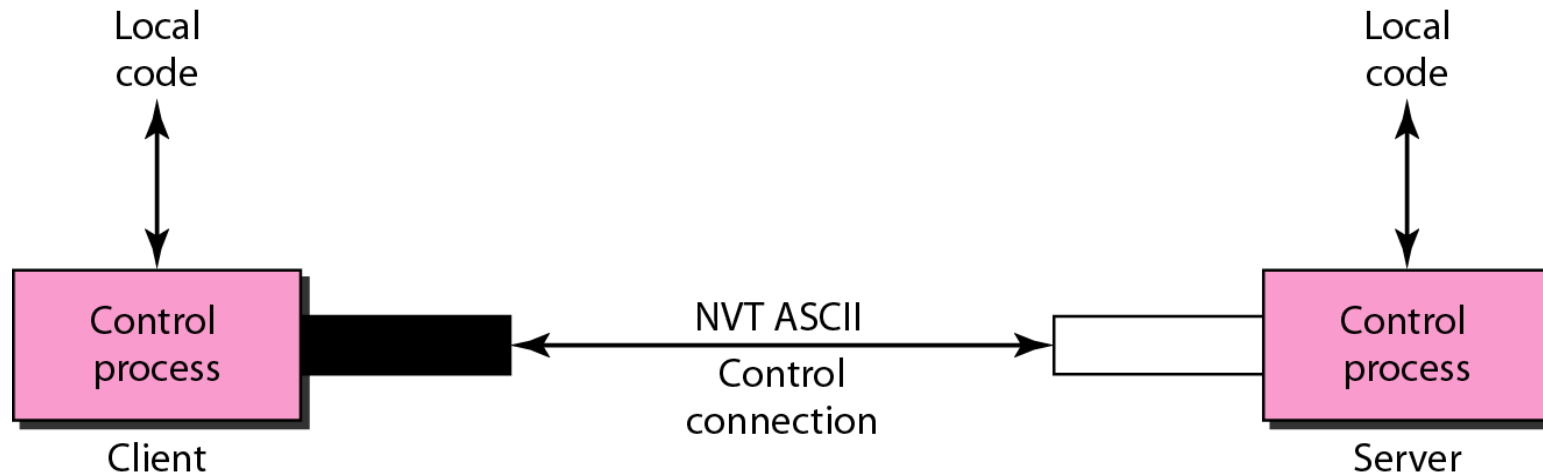 Local
code
Local
code
Control
process
NVT ASCII
Control
connection
Control
process
Client
Server